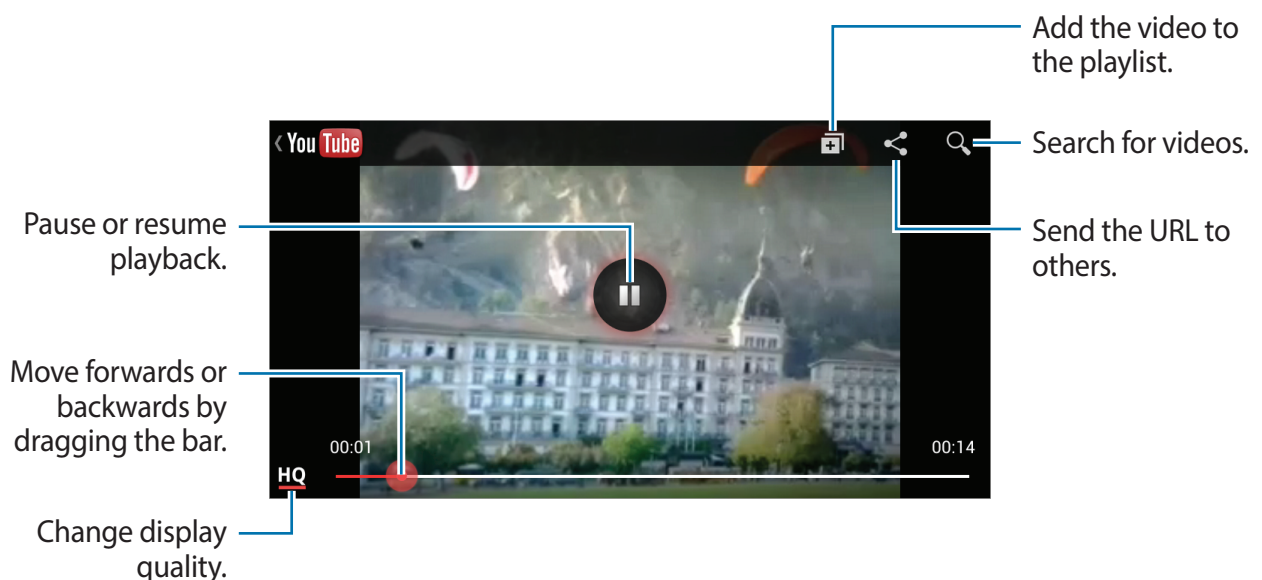 Add the video to
the playlist.
You Tube
Search for videos.
Pause or resume
playback.
Send the URL to
others.
Move forwards or
backwards by
dragging the bar.
00:01
00:14
HQ
Change display
quality.